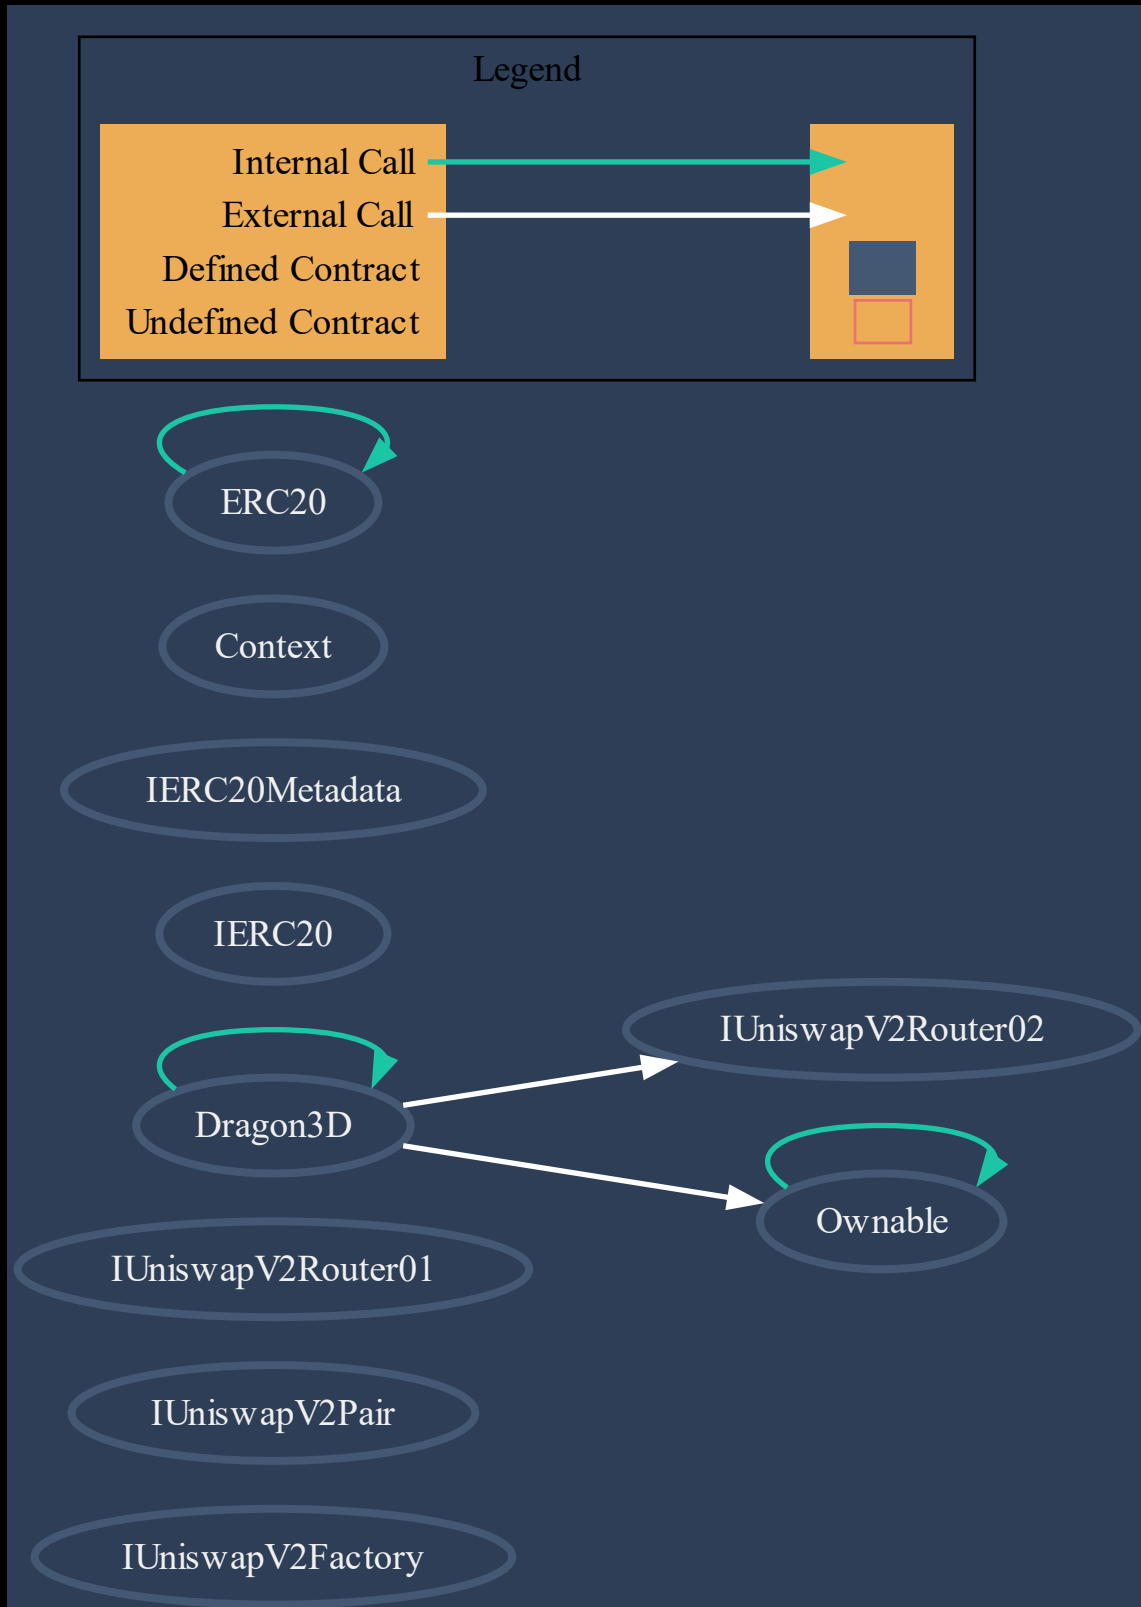 Legend
Internal Call
External Call
Defined Contract
Undefined Contract
ERC20
Context
IERC20Metadata
IERC20
IUniswapV2Router02
Dragon3D
Ownable
IUniswapV2Router01
IUniswapV2Pair
IUniswapV2Factory